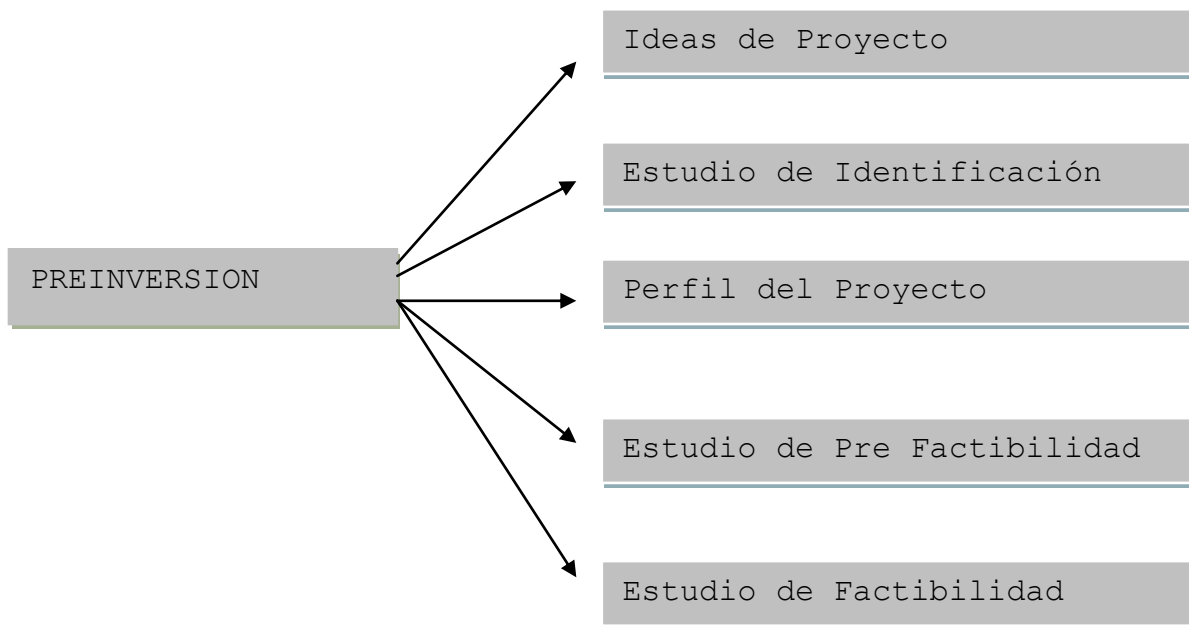 Ideas de Proyecto
Estudio de Identificación
PREINVERSION
Perfil del Proyecto
Estudio de Pre Factibilidad
Estudio de Factibilidad